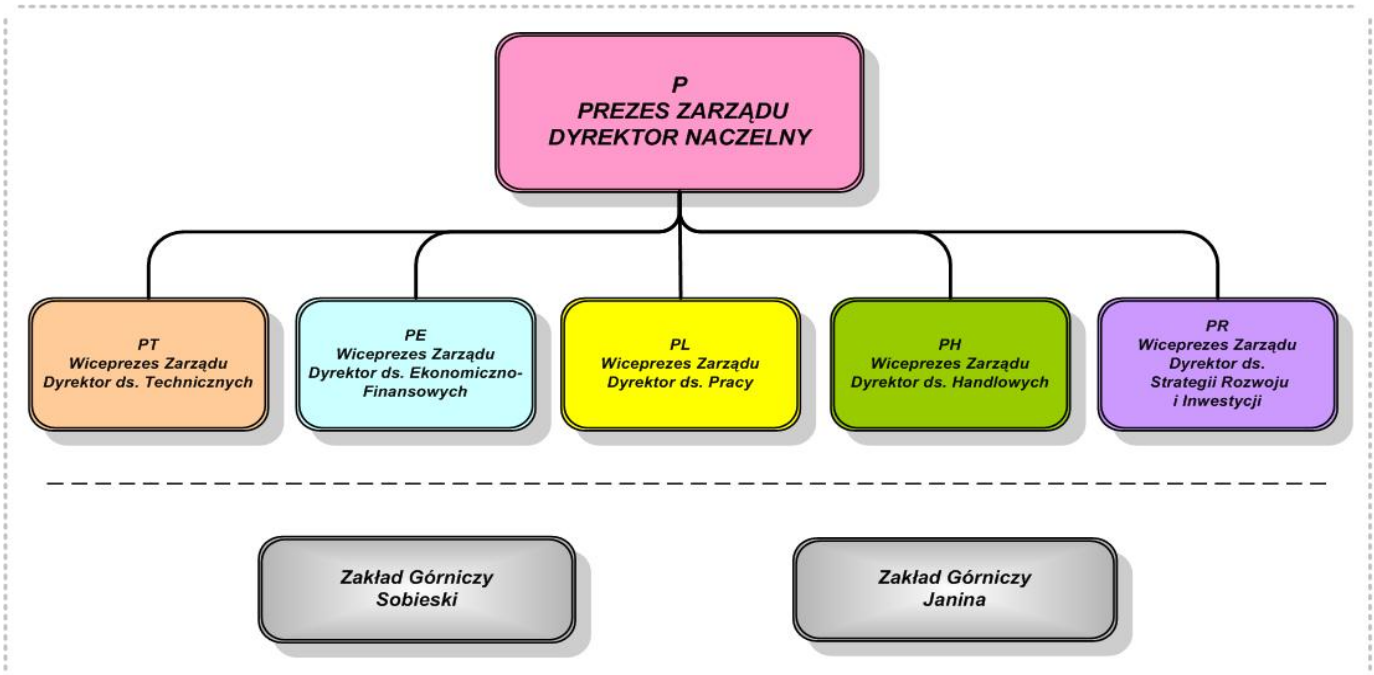 P
PREZES ZARZĄDU
DYREKTOR NACZELNY
PT
Wiceprezes Zarządu
Dyrektor ds. Technicznych
PE
Wiceprezes Zarządu
Dyrektor ds. Ekonomiczno-
Finansowych
PL
Wiceprezes Zarządu
Dyrektor ds. Pracy
PH
Wiceprezes Zarządu
Dyrektor ds. Handlowych
PR
Wiceprezes Zarządu
Dyrektor ds.
Strategii Rozwoju
i Inwestycji
Zakład Górniczy
Sobieski
Zakład Górniczy
Janina